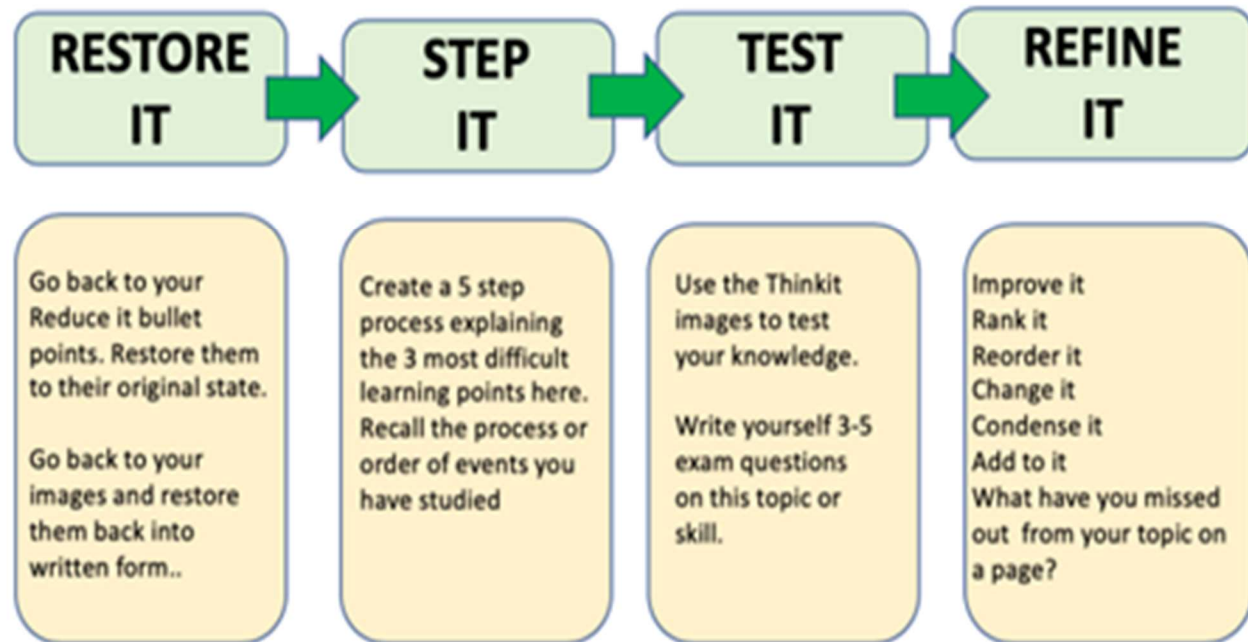 RESTORE
IT
STEP
IT
TEST
IT
REFINE
IT
Go back to your
Reduce it bullet
points. Restore them
to their original state.
Go back to your
images and restore
them back into
written form..
Create a 5 step
process explaining
the 3 most difficult
learning points here.
Recall the process or
order of events you
have studied
Use the Thinkit
images to test
your knowledge.
Write yourself 3-5
exam questions
on this topic or
skill.
Improve it
Rank it
Reorder it
Change it
Condense it
Add to it
What have you missed
out from your topic on
a page?